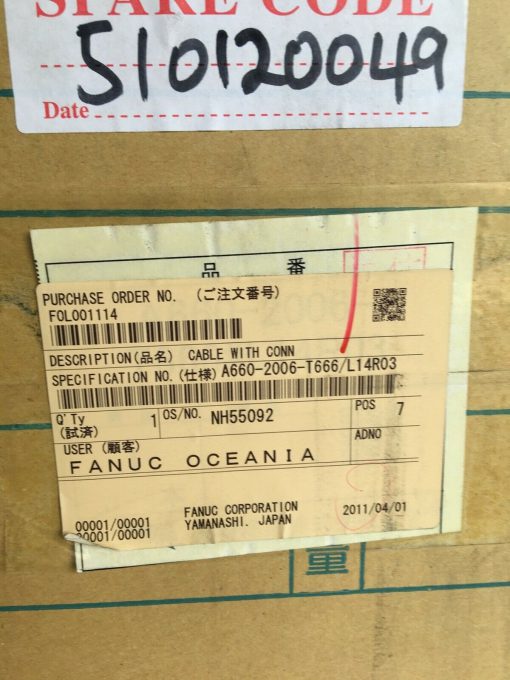 SPARE CODE
510120049
Date
品 番
PURCHASE ORDER NO. (ご注文番号)
FOL001114
DESCRIPTION(品名) CABLE WITH CONN
SPECIFICATION NO.(仕様) A660-2006-T666/L14R03
Q'Ty 1 OS/NO. NH55092 POS 7
(試済)
ADNO
USER (顧客)
FANUC OCEANIA
FANUC CORPORATION 2011/04/01
00001/00001 YAMANASHI. JAPAN
00001/00001
重